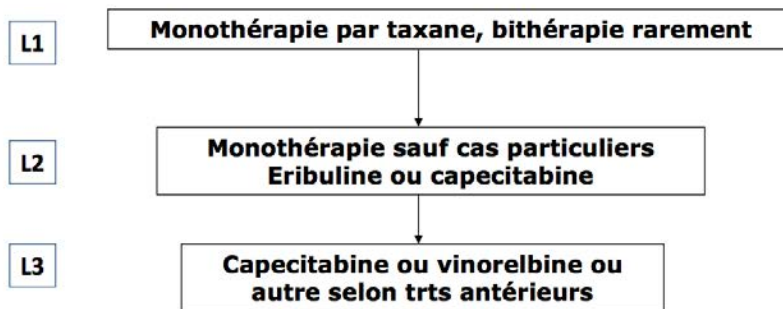 L1
Monothérapie par taxane, bithérapie rarement
L2
Monothérapie sauf cas particuliers
Eribuline ou capecitabine
L3
Capecitabine ou vinorelbine ou
autre selon trts antérieurs